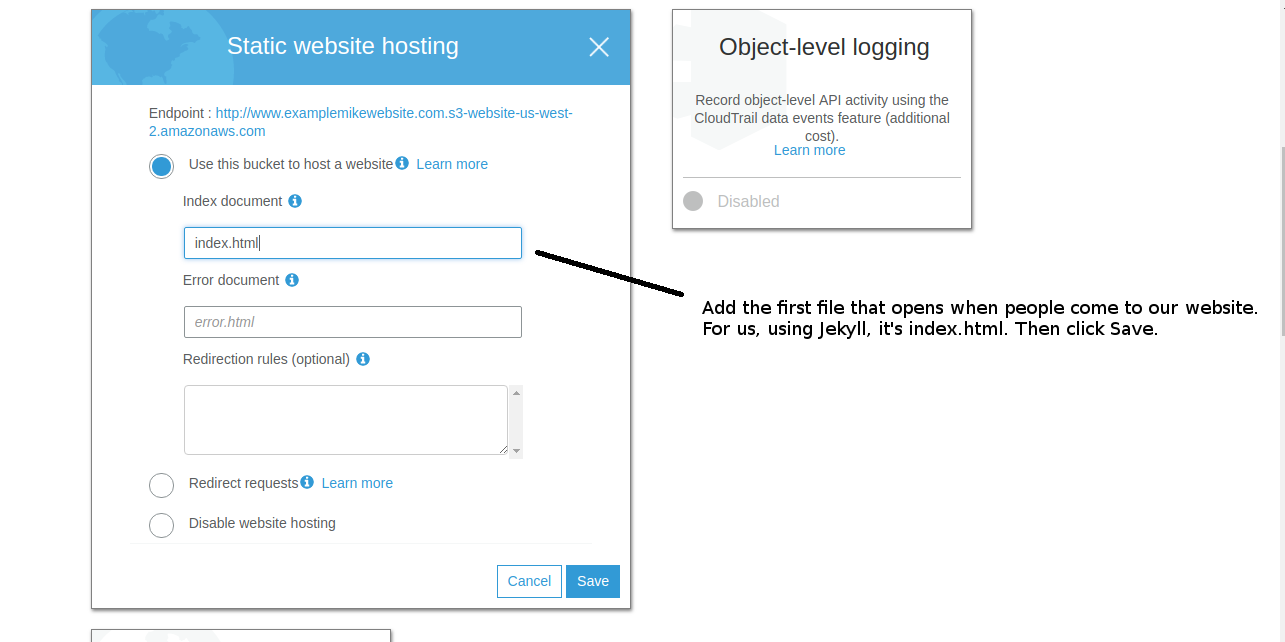 Static website hosting
Endpoint : http://www.examplemikewebsite.com.s3-website-us-west-
2.amazonaws.com
Use this bucket to host a website Learn more
Index document
index.html
Error document
error.html
Redirection rules (optional)
Redirect requests Learn more
Disable website hosting
Cancel Save
Object-level logging
Record object-level API activity using the
CloudTrail data events feature (additional
cost).
Learn more
Disabled
Add the first file that opens when people come to our website.
For us, using Jekyll, it's index.html. Then click Save.